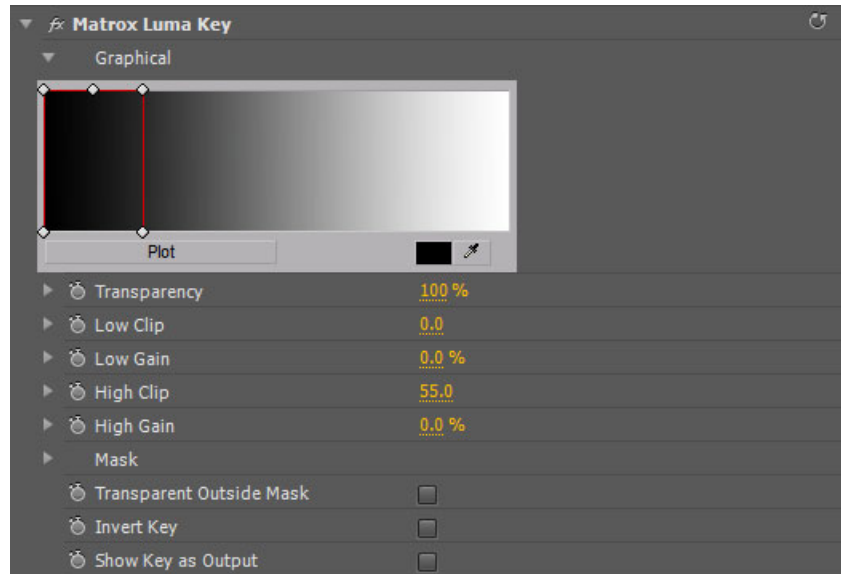 fx Matrox Luma Key
Graphical
Plot
Transparency 100 %
Low Clip 0.0
Low Gain 0.0 %
High Clip 55.0
High Gain 0.0 %
Mask
Transparent Outside Mask
Invert Key
Show Key as Output